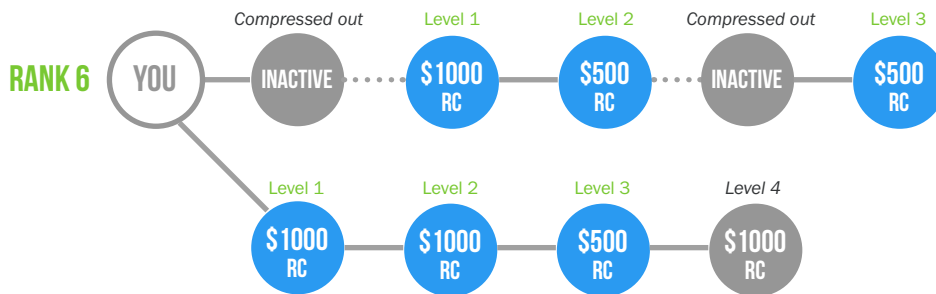 Compressed out
Level 1
Level 2
Compressed out
Level 3
RANK 6
YOU
INACTIVE
$1000
RC
$500
RC
INACTIVE
$500
RC
Level 1
Level 2
Level 3
Level 4
$1000
RC
$1000
RC
$500
RC
$1000
RC